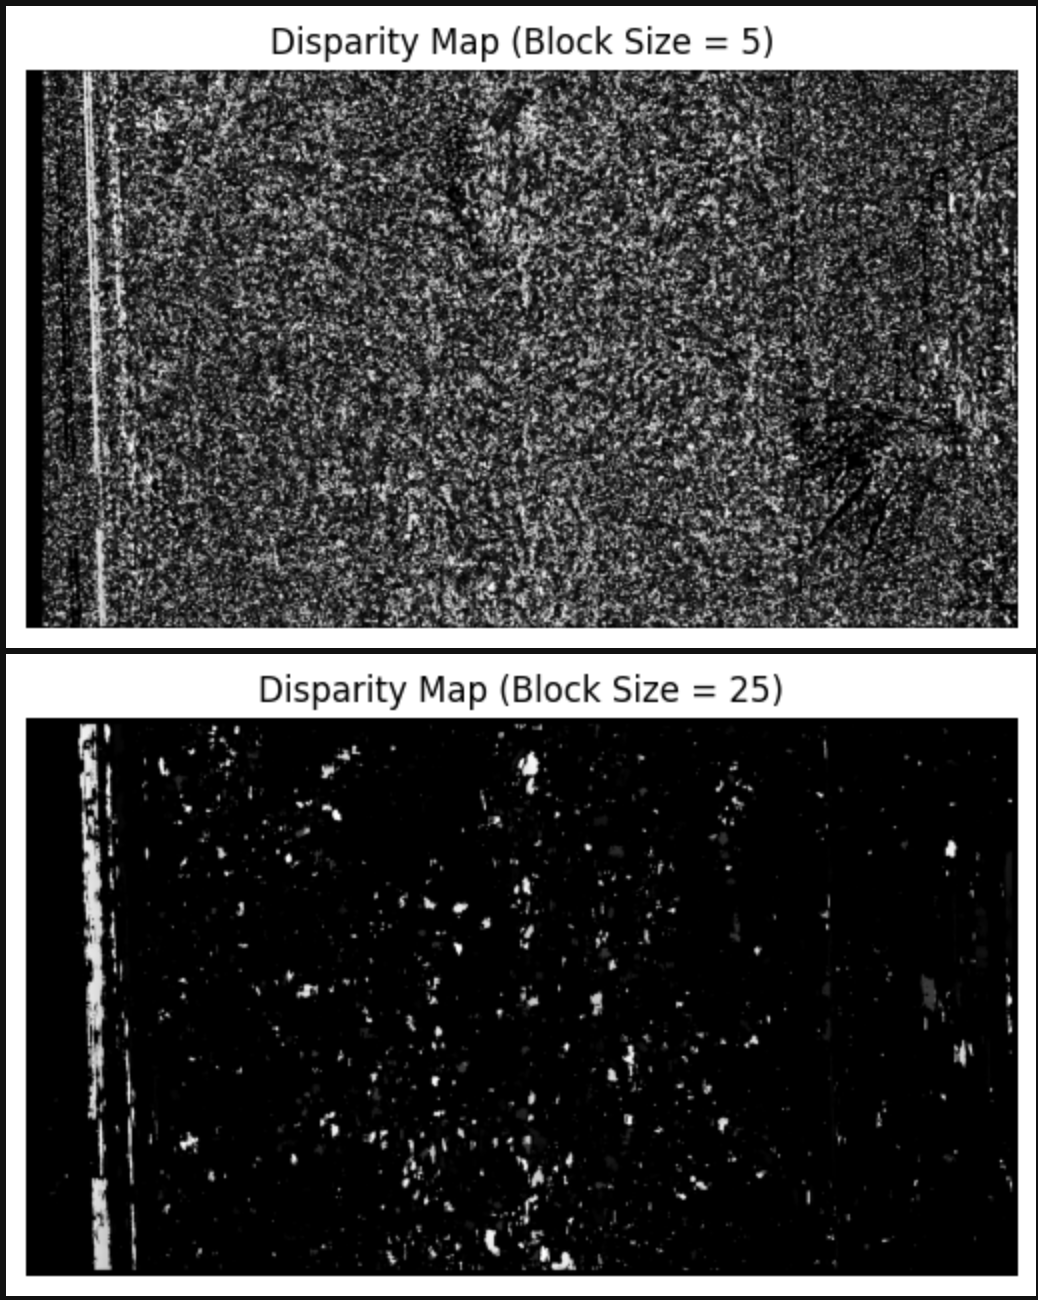 Disparity Map (Block Size = 5)
Disparity Map (Block Size = 25)